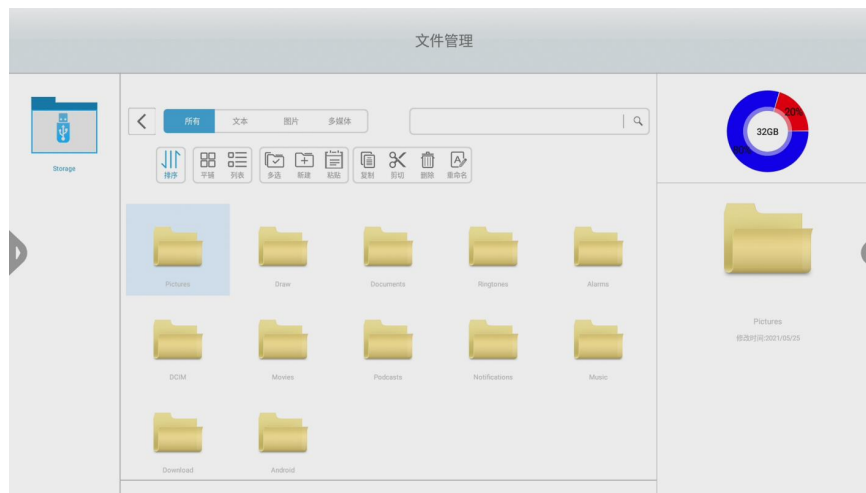 文件管理
Storage
所有 文本 图片 多媒体
排序 平铺 列表 多选 新建 粘贴 复制 剪切 删除 重命名
32GB
20%
Pictures Draw Documents Ringtones Alarms
DCIM Movies Podcasts Notifications Music
Download Android
Pictures
修改时间:2021/05/25